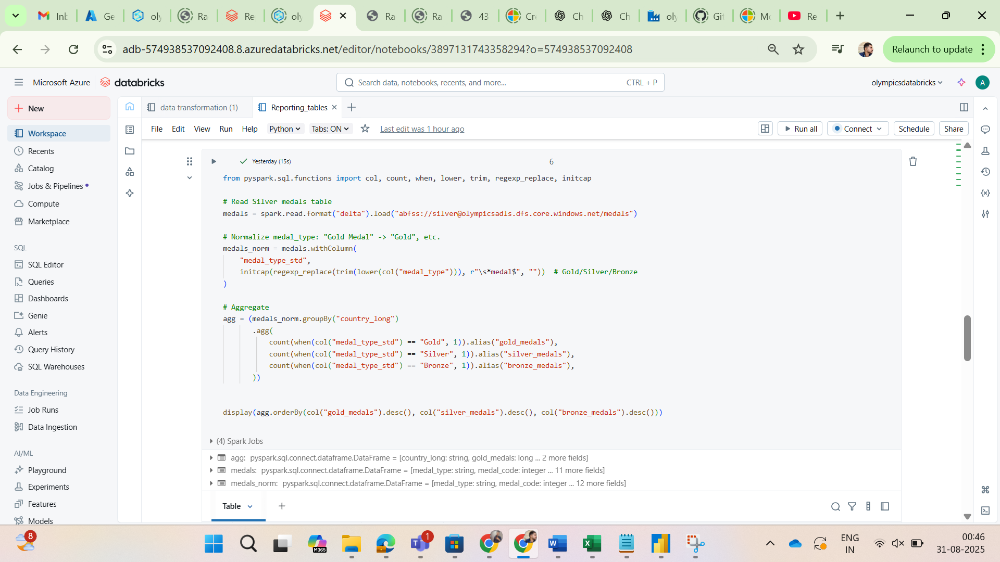 Inb
Ge
oly
Ra
Re
oly
Ra
Ra
43
Cr
Ch
Ch
oly
Git
Mo
Re
adb-574938537092408.8.azuredatabricks.net/editor/notebooks/3897131743358294?o=574938537092408
Relaunch to update
Microsoft Azure
databricks
Search data, notebooks, recents, and more...
CTRL + P
olympicsdatabricks
A
New
Workspace
Recents
Catalog
Jobs & Pipelines
Compute
Marketplace
SQL
SQL Editor
Queries
Dashboards
Genie
Alerts
Query History
SQL Warehouses
Data Engineering
Job Runs
Data Ingestion
AI/ML
Playground
Experiments
Features
Models
data transformation (1)
Reporting_tables
File Edit View Run Help Python Tabs: ON Last edit was 1 hour ago
Run all Connect Schedule Share
Yesterday (15s)
6
from pyspark.sql.functions import col, count, when, lower, trim, regexp_replace, initcap
# Read Silver medals table
medals = spark.read.format("delta").load("abfss://silver@olympicsadls.dfs.core.windows.net/medals")
# Normalize medal_type: "Gold Medal" -> "Gold", etc.
medals_norm = medals.withColumn(
"medal_type_std",
initcap(regexp_replace(trim(lower(col("medal_type"))), r"\s*medal$", "")) # Gold/Silver/Bronze
)
# Aggregate
agg = (medals_norm.groupBy("country_long")
.agg(
count(when(col("medal_type_std") == "Gold", 1)).alias("gold_medals"),
count(when(col("medal_type_std") == "Silver", 1)).alias("silver_medals"),
count(when(col("medal_type_std") == "Bronze", 1)).alias("bronze_medals"),
))
display(agg.orderBy(col("gold_medals").desc(), col("silver_medals").desc(), col("bronze_medals").desc()))
(4) Spark Jobs
agg: pyspark.sql.connect.dataframe.DataFrame = [country_long: string, gold_medals: long ... 2 more fields]
medals: pyspark.sql.connect.dataframe.DataFrame = [medal_type: string, medal_code: integer ... 11 more fields]
medals_norm: pyspark.sql.connect.dataframe.DataFrame = [medal_type: string, medal_code: integer ... 12 more fields]
Table
8
M365
1
ENG
IN
00:46
31-08-2025